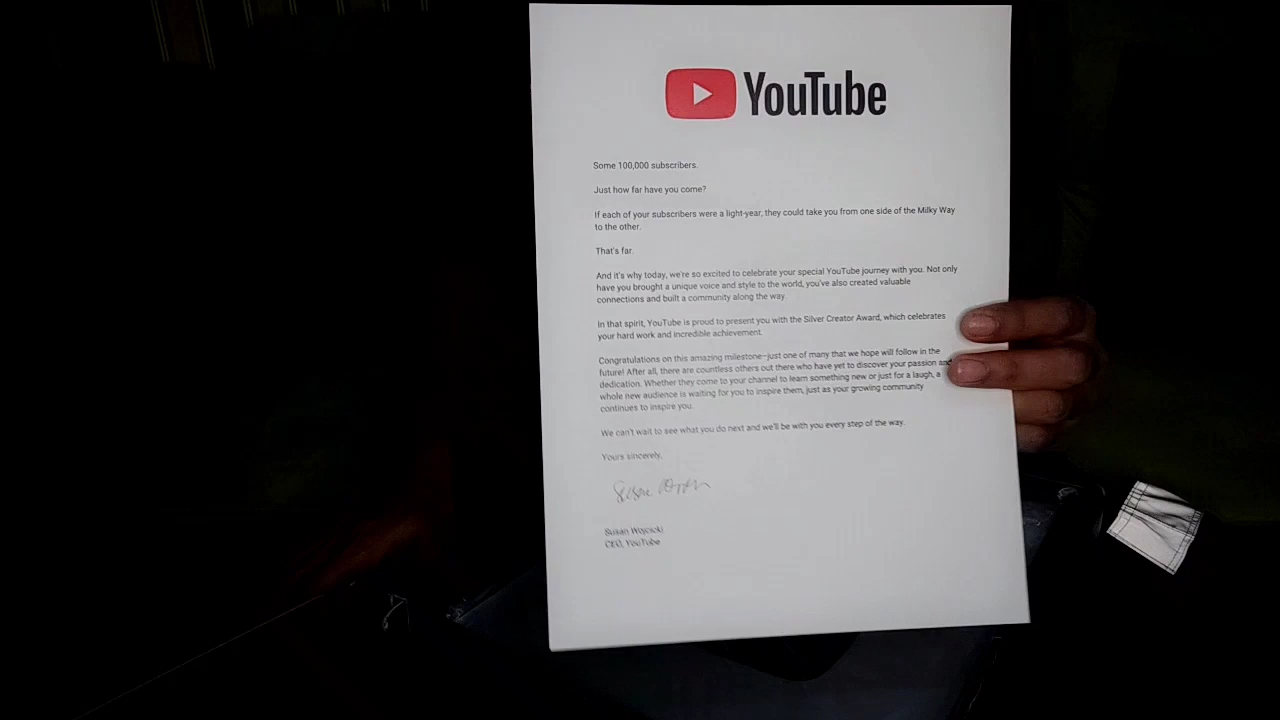 YouTube
Some 100,000 subscribers.
Just how far have you come?
If each of your subscribers were a light-year, they could take you from one side of the Milky Way
to the other.
That's far.
And it's why today, we're so excited to celebrate your special YouTube journey with you. Not only
have you brought a unique voice and style to the world, you've also created valuable
connections and built a community along the way.
In that spirit, YouTube is proud to present you with the Silver Creator Award, which celebrates
your hard work and incredible achievement.
Congratulations on this amazing milestone—just one of many that we hope will follow in the
future! After all, there are countless others out there who have yet to discover your passion and
dedication. Whether they come to your channel to learn something new or just for a laugh, a
whole new audience is waiting for you to inspire them, just as your growing community
continues to inspire you.
We can't wait to see what you do next and we'll be with you every step of the way.
Yours sincerely,
Susan Wojcicki
CEO, YouTube